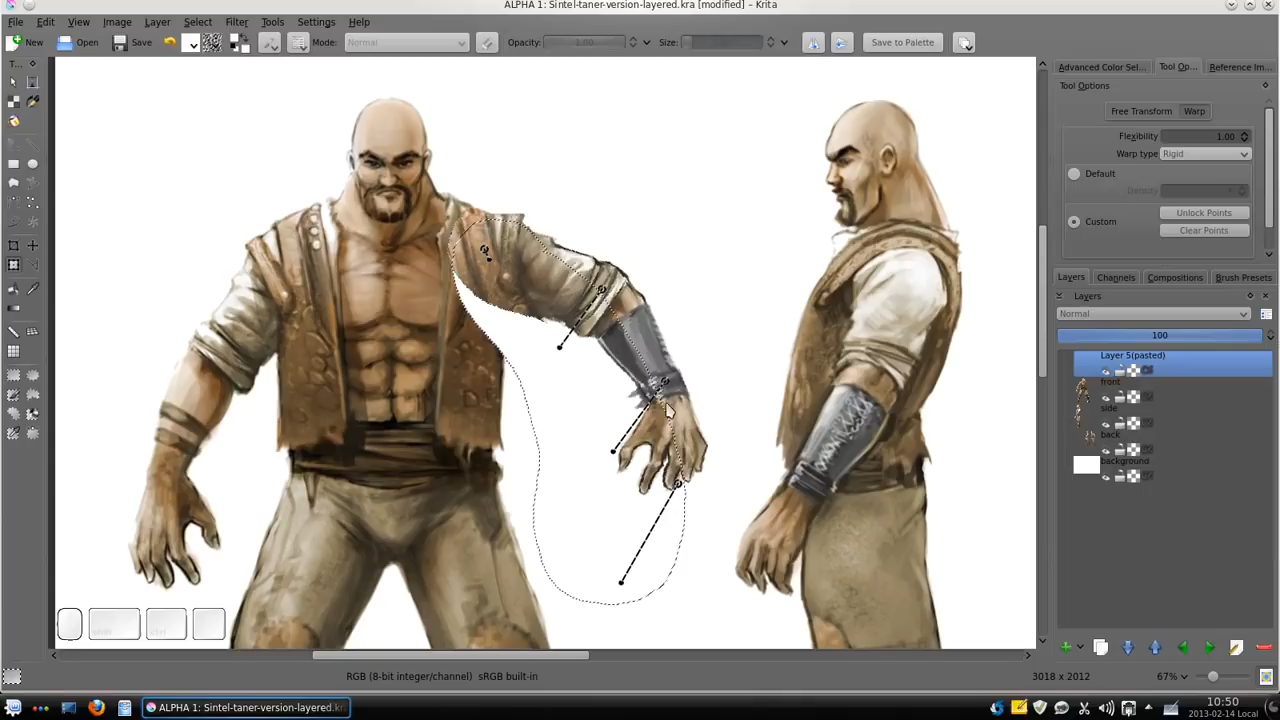 ALPHA 1: Sintel-taner-version-layered.kra [modified] – Krita
File Edit View Image Layer Select Filter Tools Settings Help
New Open Save Mode: Normal Opacity: 1.00 Size: Save to Palette
T...
Advanced Color Sel... Tool Op... Reference Im...
Tool Options
Free Transform Warp
Flexibility 1.00
Warp type Rigid
Default
Density
Custom Unlock Points
Clear Points
Layers Channels Compositions Brush Presets
Layers
Normal
100
Layer 5(pasted)
front
side
back
background
ctrl
RGB (8-bit integer/channel) sRGB built-in 3018 x 2012 67%
ALPHA 1: Sintel-taner-version-layered.kr
10:50
2013-02-14 Local